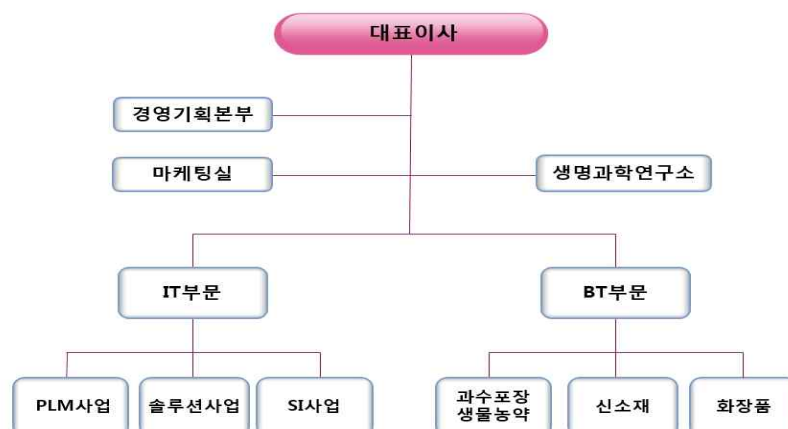 대표이사
경영기획본부
마케팅실
생명과학연구소
IT부문
BT부문
PLM사업
솔루션사업
SI사업
과수포장
생물농약
신소재
화장품